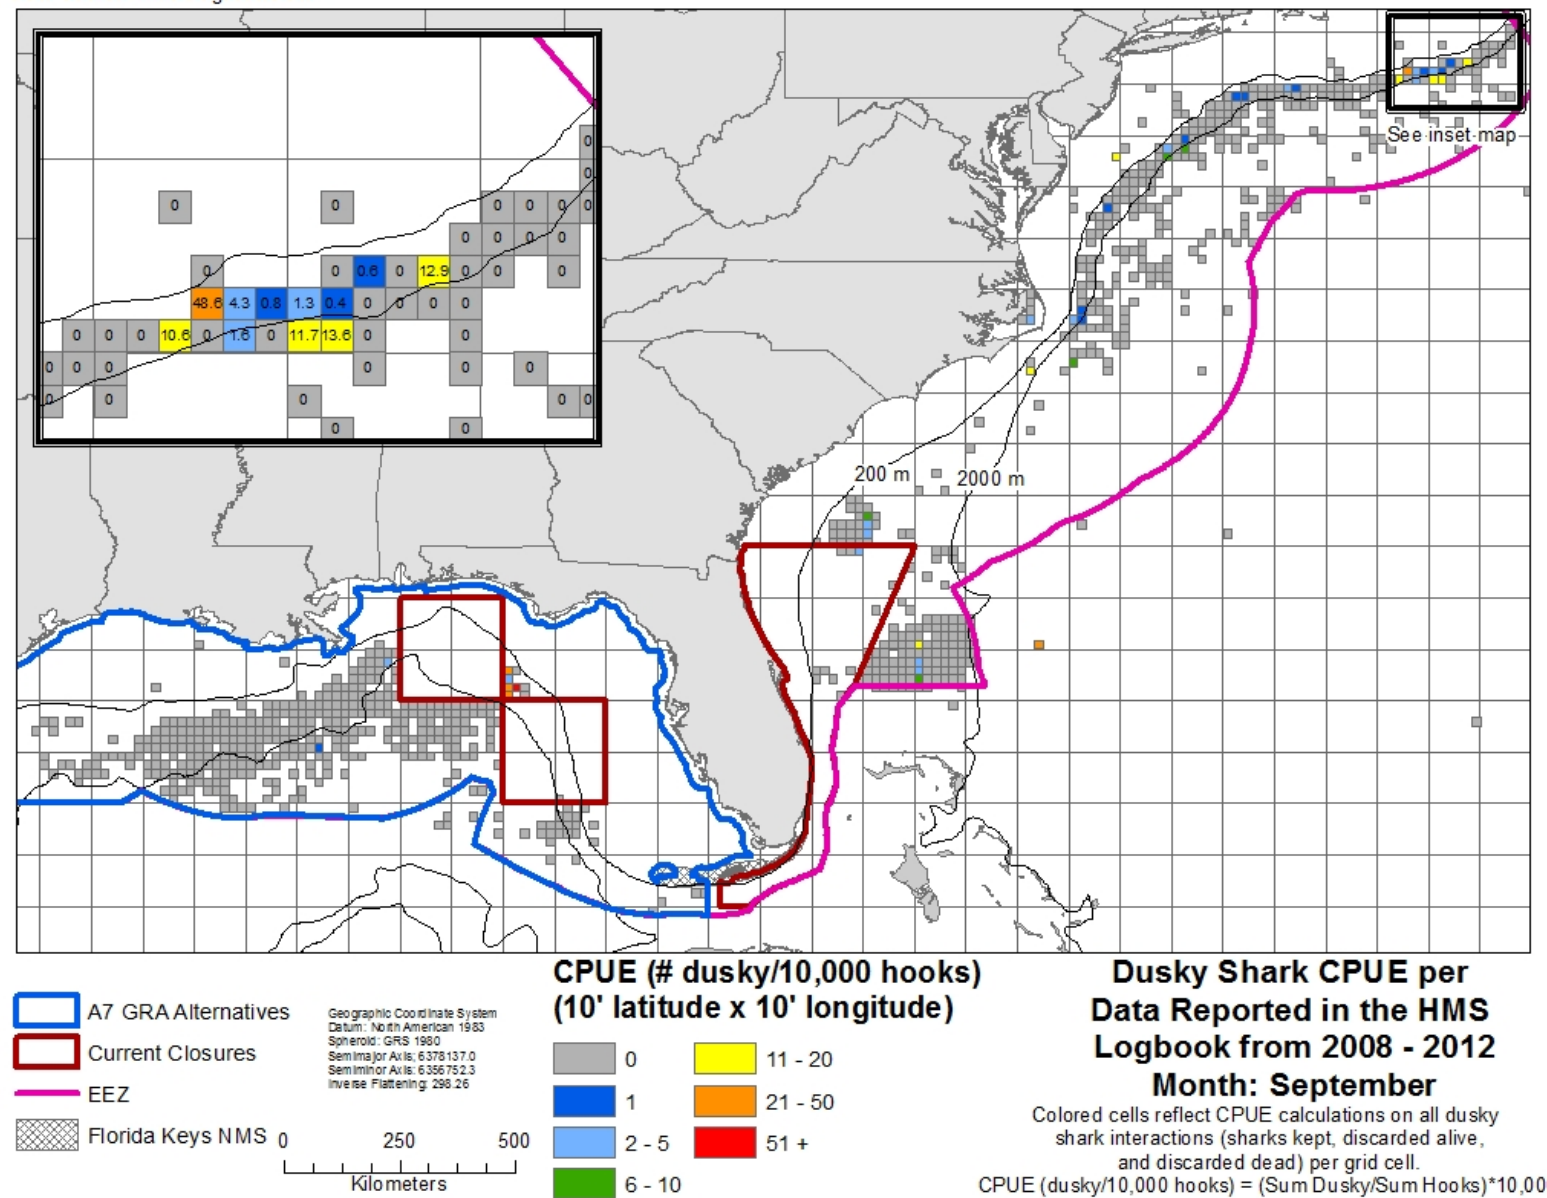 0
0
0
0
0 0 0 0
0 0 0 0
0 0 0.6 0 12.9 0 0 0
48.6 4.3 0.8 1.3 0.4 0 0 0 0
0 0 0 10.6 0 1.6 0 11.7 13.6 0 0
0 0 0 0 0 0
0 0 0 0 0
0 0
See inset map
200 m
2000 m
A7 GRA Alternatives
Current Closures
EEZ
Florida Keys NMS
Geographic Coordinate System
Datum: North American 1983
Spheroid: GRS 1980
Semimajor Axis: 6378137.0
Semiminor Axis: 6356752.3
Inverse Flattening: 298.26
0 250 500
Kilometers
CPUE (# dusky/10,000 hooks)
(10' latitude x 10' longitude)
0
1
2 - 5
6 - 10
11 - 20
21 - 50
51 +
Dusky Shark CPUE per
Data Reported in the HMS
Logbook from 2008 - 2012
Month: September
Colored cells reflect CPUE calculations on all dusky
shark interactions (sharks kept, discarded alive,
and discarded dead) per grid cell.
CPUE (dusky/10,000 hooks) = (Sum Dusky/Sum Hooks)*10,00